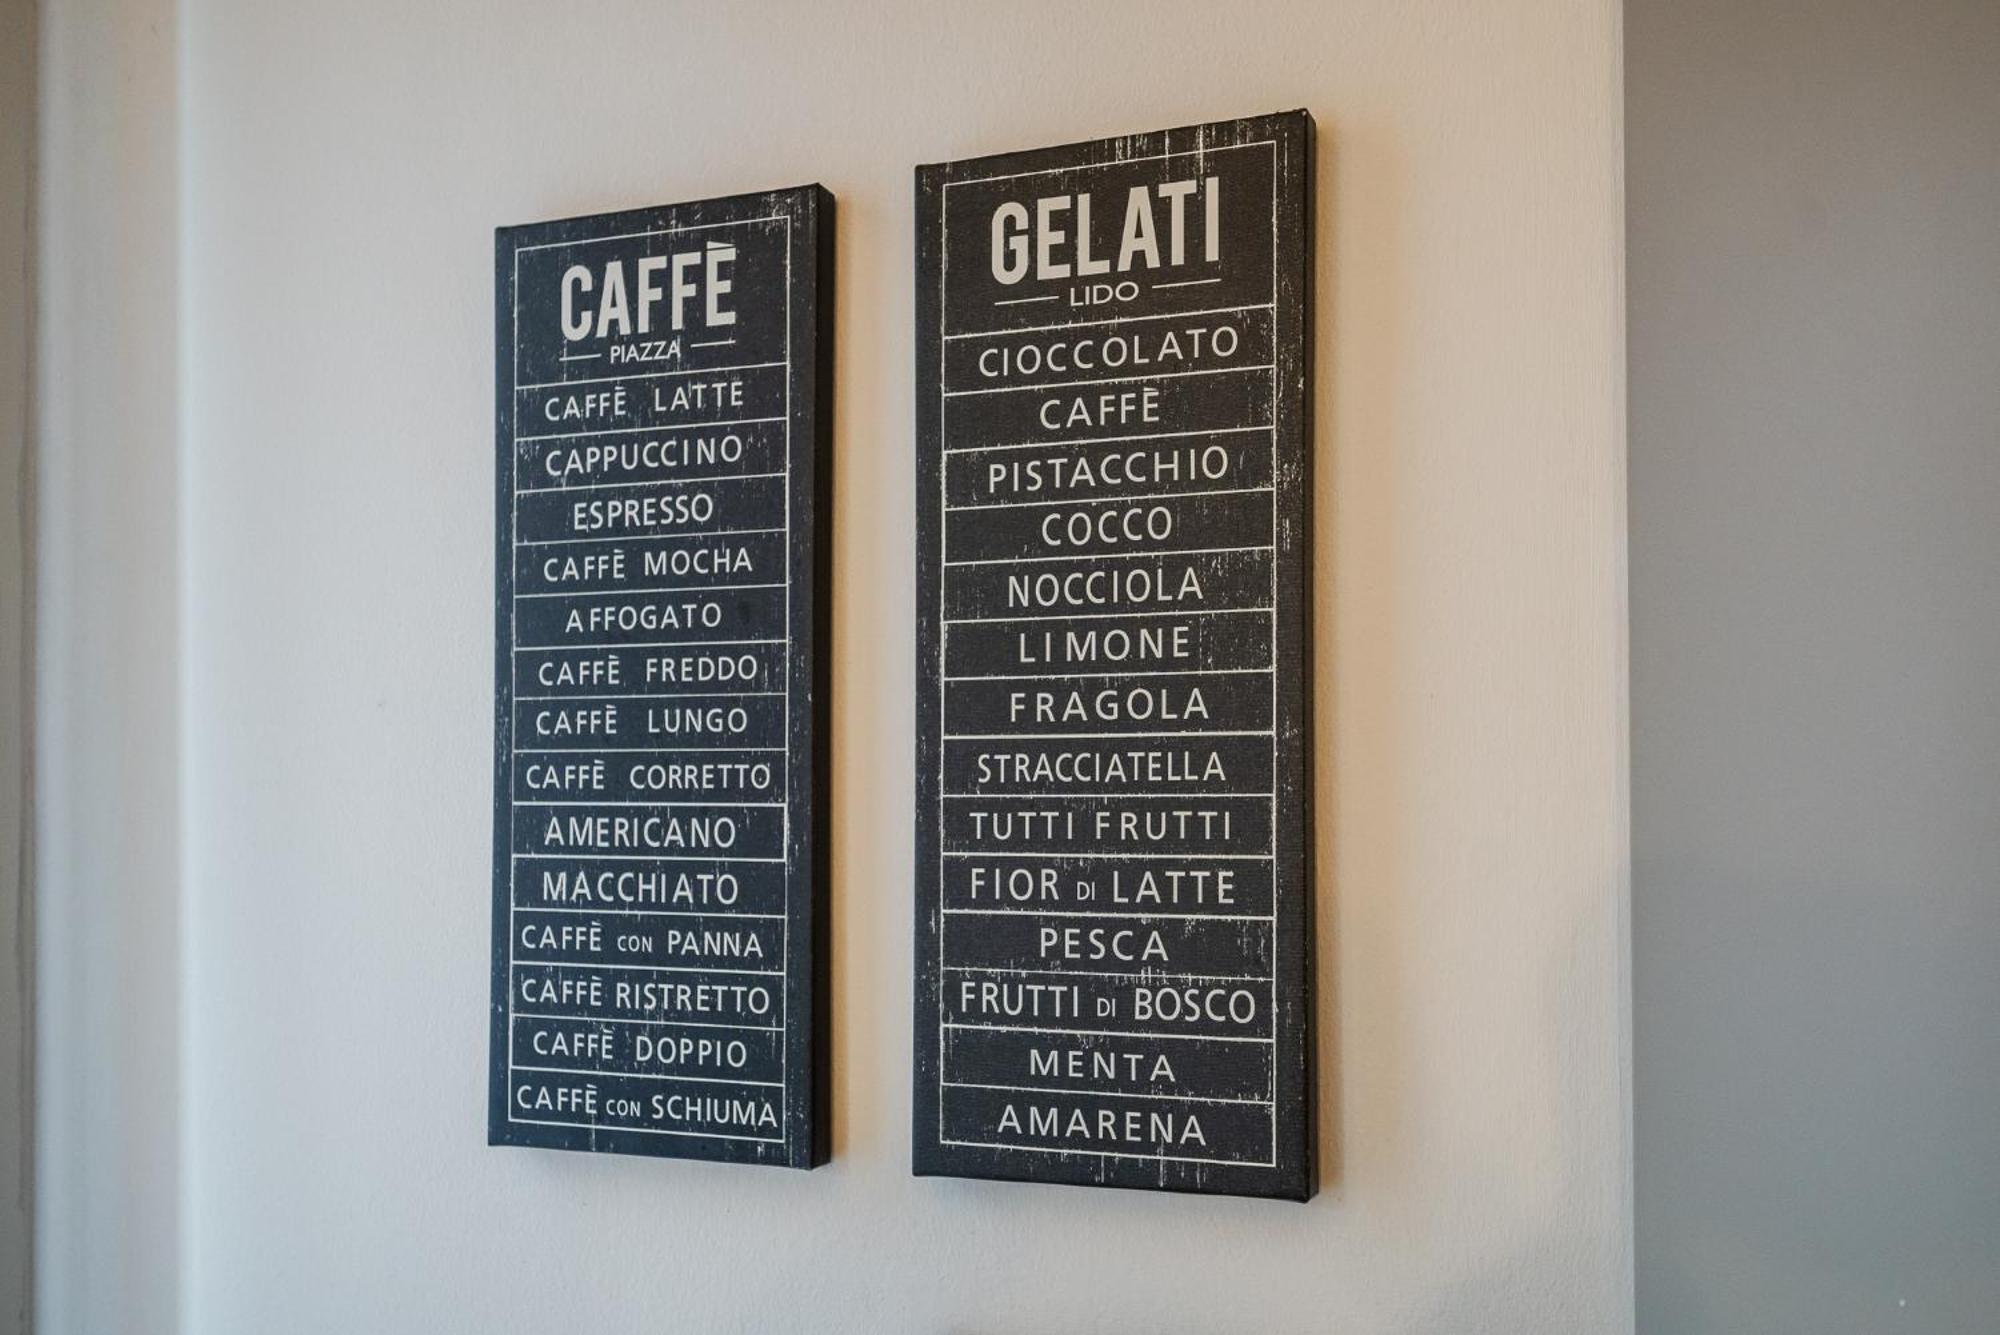 CAFFÈ
PIAZZA
CAFFÈ LATTE
CAPPUCCINO
ESPRESSO
CAFFÈ MOCHA
AFFOGATO
CAFFÈ FREDDO
CAFFÈ LUNGO
CAFFÈ CORRETTO
AMERICANO
MACCHIATO
CAFFÈ CON PANNA
CAFFÈ RISTRETTO
CAFFÈ DOPPIO
CAFFÈ CON SCHIUMA
GELATI
LIDO
CIOCCOLATO
CAFFÈ
PISTACCHIO
COCCO
NOCCIOLA
LIMONE
FRAGOLA
STRACCIATELLA
TUTTI FRUTTI
FIOR DI LATTE
PESCA
FRUTTI DI BOSCO
MENTA
AMARENA